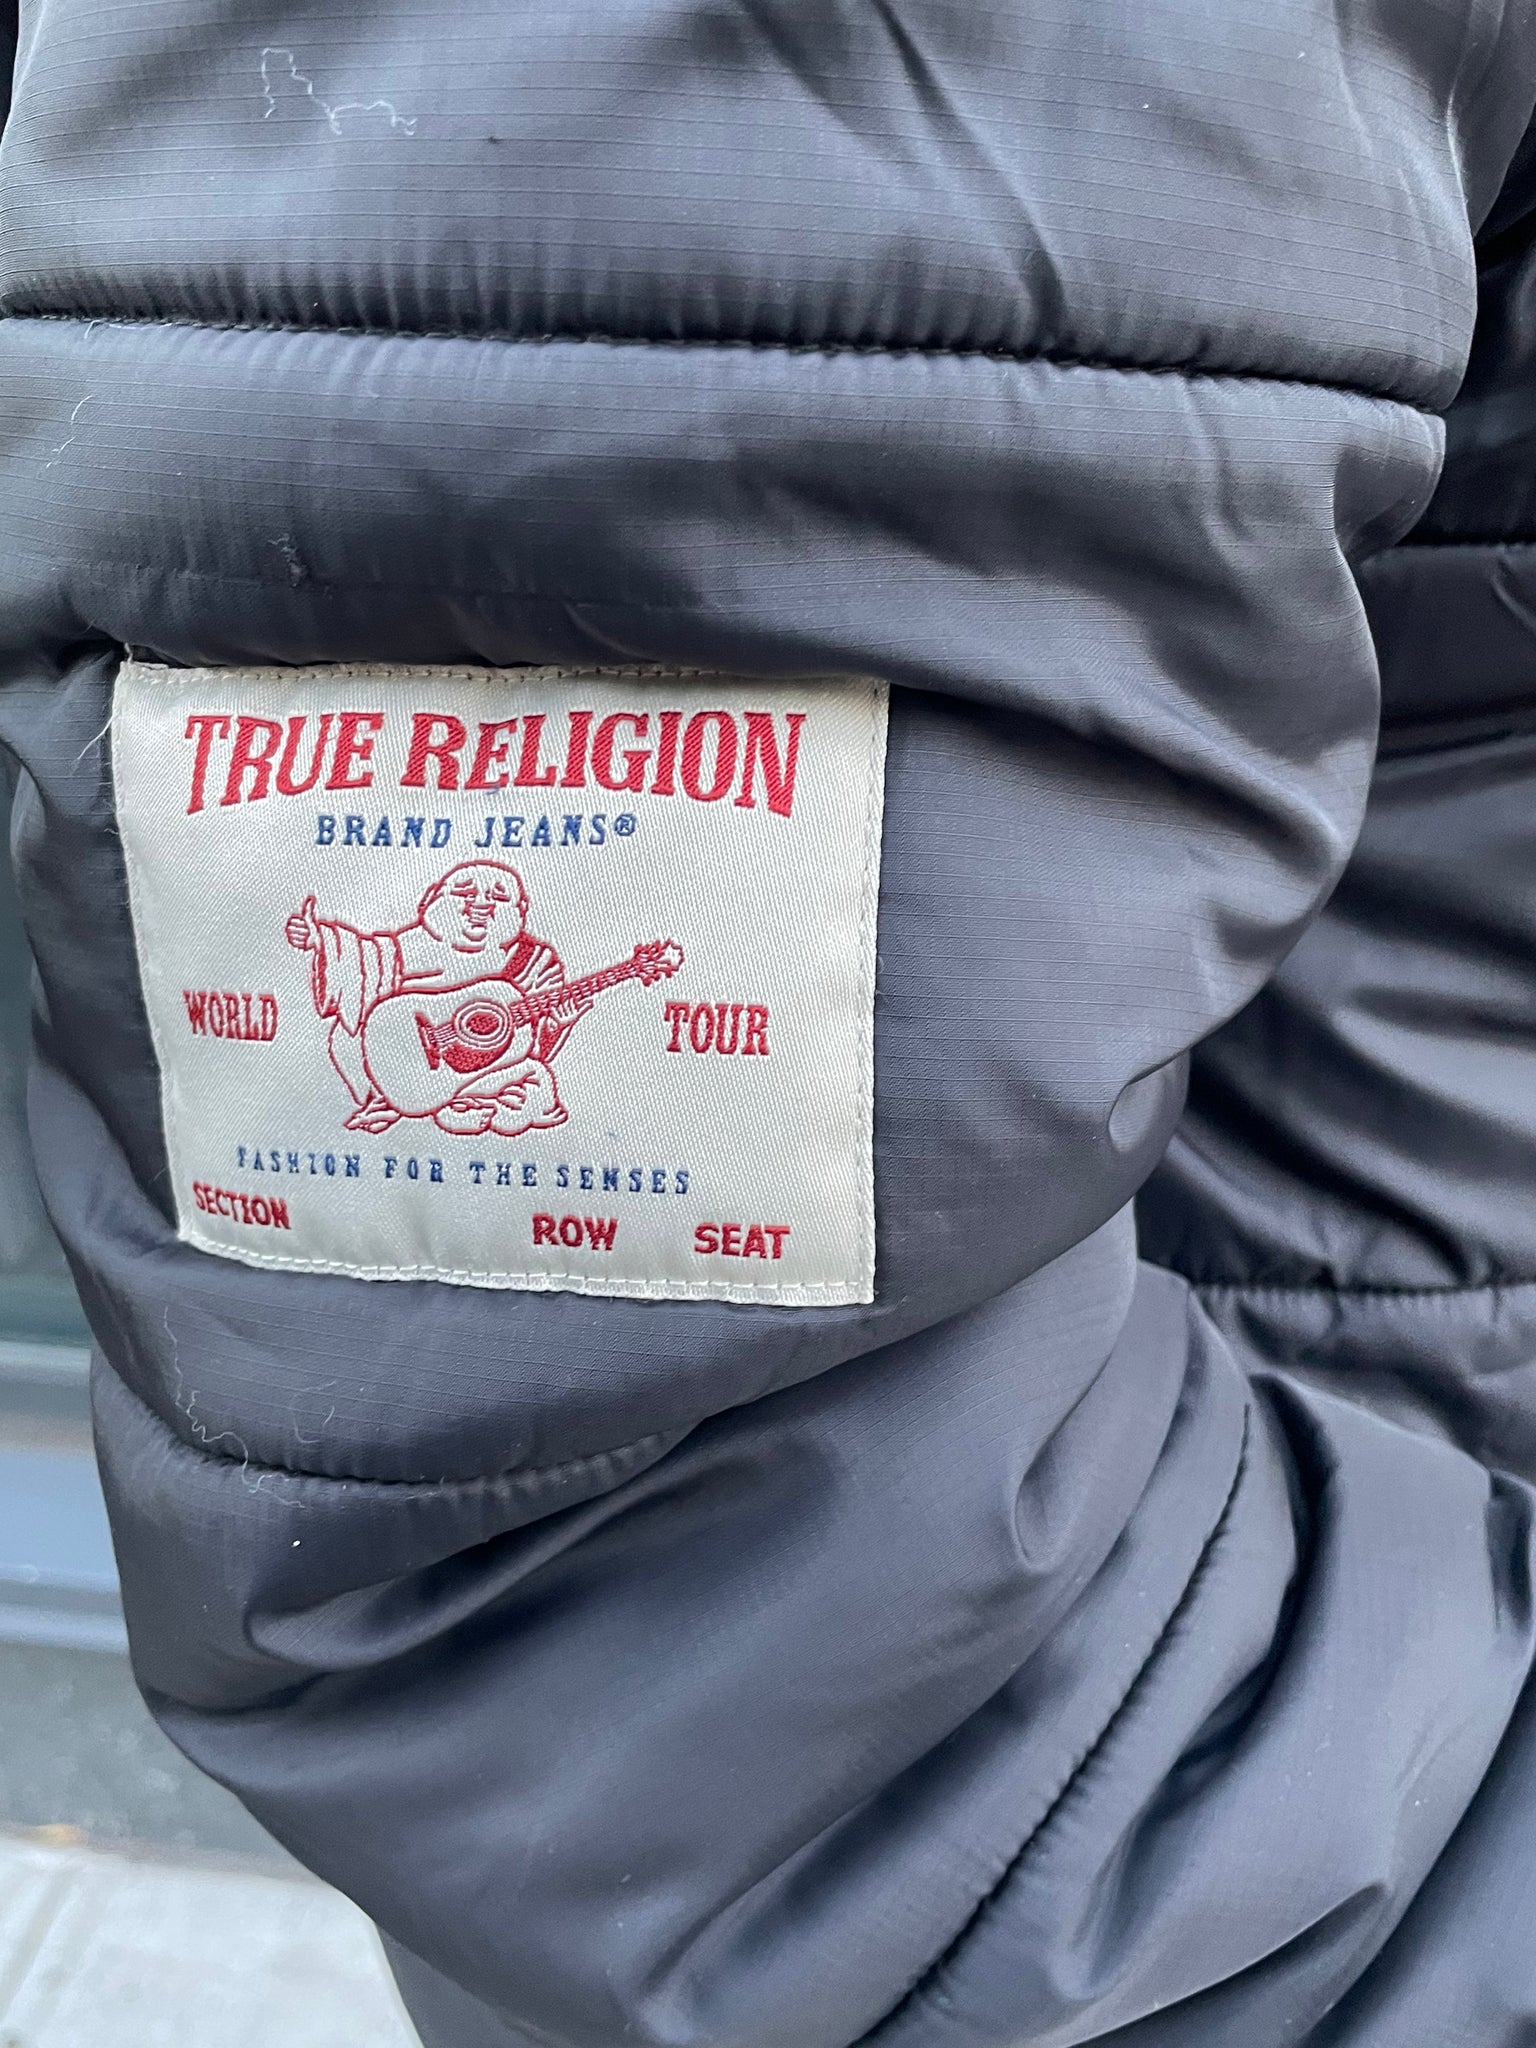 TRUE RELIGION
BRAND JEANS®
WORLD TOUR
FASHION FOR THE SENSES
SECTION ROW SEAT